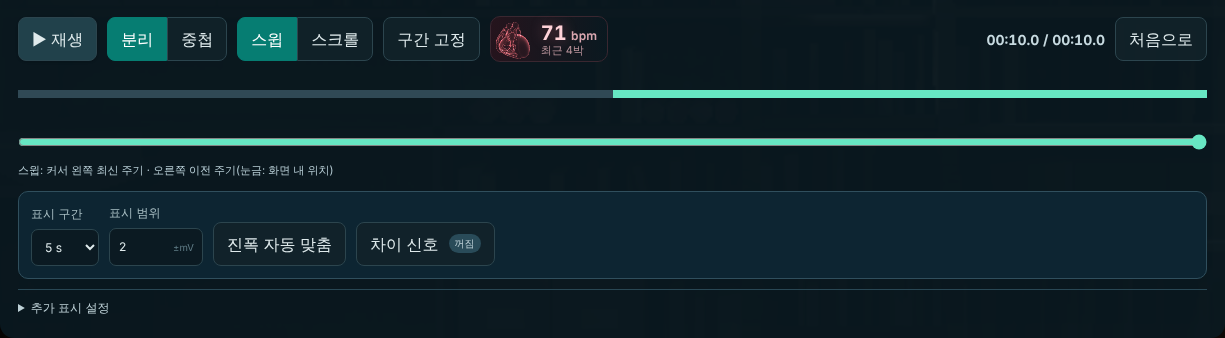 ▶ 재생 분리 중첩 스윕 스크롤 구간 고정 71 bpm 00:10.0 / 00:10.0 처음으로
최근 4박
스윕: 커서 왼쪽 최신 주기 · 오른쪽 이전 주기(눈금: 화면 내 위치)
표시 구간 표시 범위
5 s 2 ±mV 진폭 자동 맞춤 차이 신호 꺼짐
▶ 추가 표시 설정